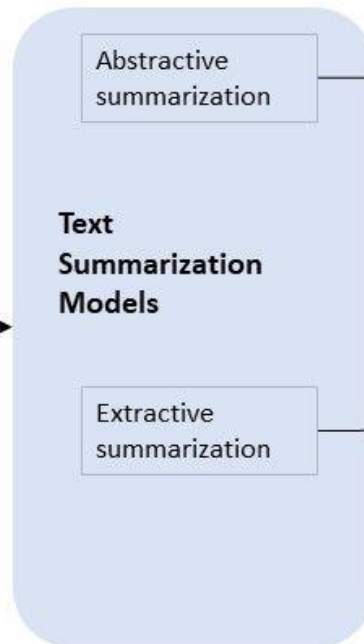 Abstractive
summarization
Text
Summarization
Models
Extractive
summarization